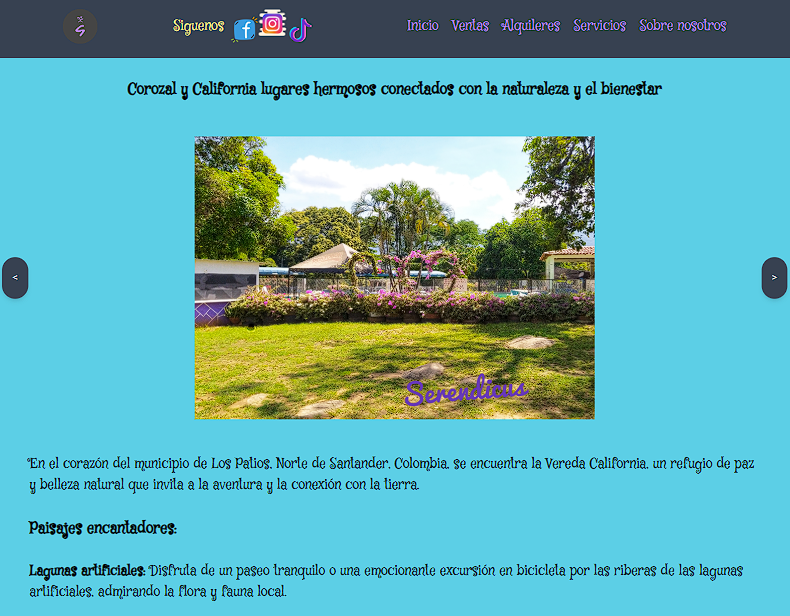 Siguenos
Inicio Ventas Alquileres Servicios Sobre nosotros
Corozal y California lugares hermosos conectados con la naturaleza y el bienestar
<
>
Serendicus
En el corazón del municipio de Los Patios, Norte de Santander, Colombia, se encuentra la Vereda California, un refugio de paz
y belleza natural que invita a la aventura y la conexión con la tierra.
Paisajes encantadores:
Lagunas artificiales: Disfruta de un paseo tranquilo o una emocionante excursión en bicicleta por las riberas de las lagunas
artificiales, admirando la flora y fauna local.